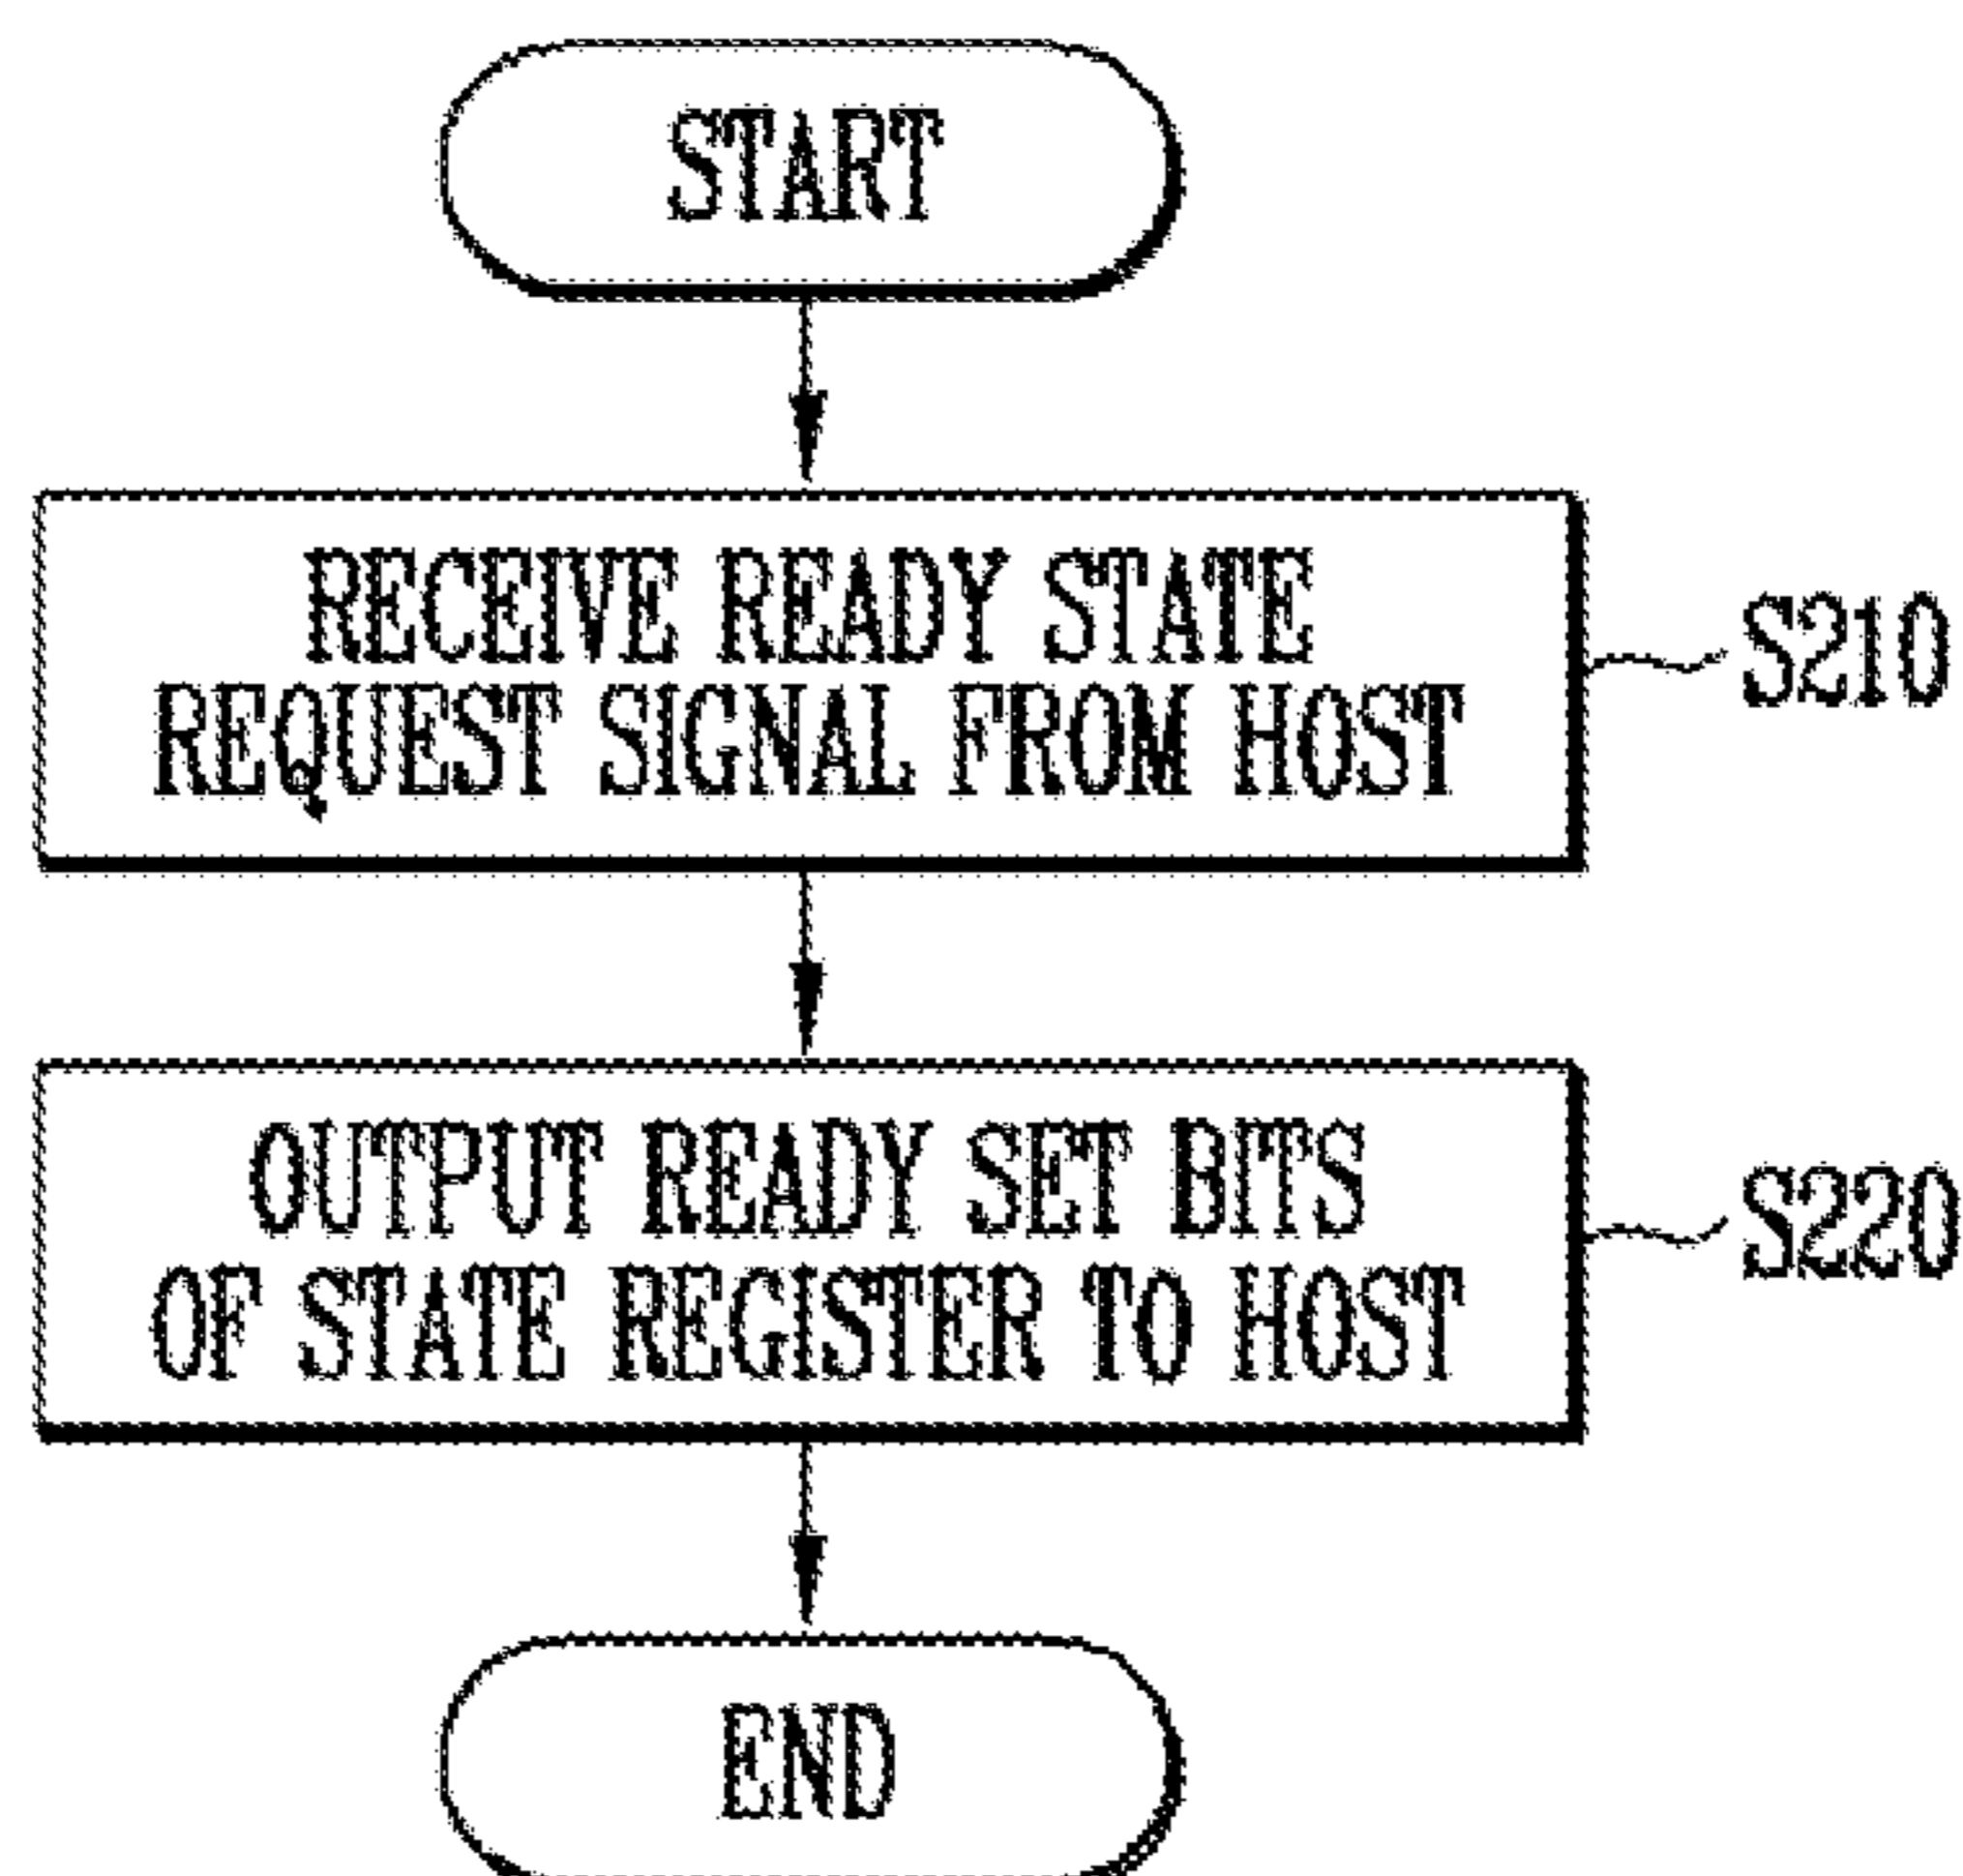 START
RECEIVE READY STATE
REQUEST SIGNAL FROM HOST
S210
OUTPUT READY SET BITS
OF STATE REGISTER TO HOST
S220
END